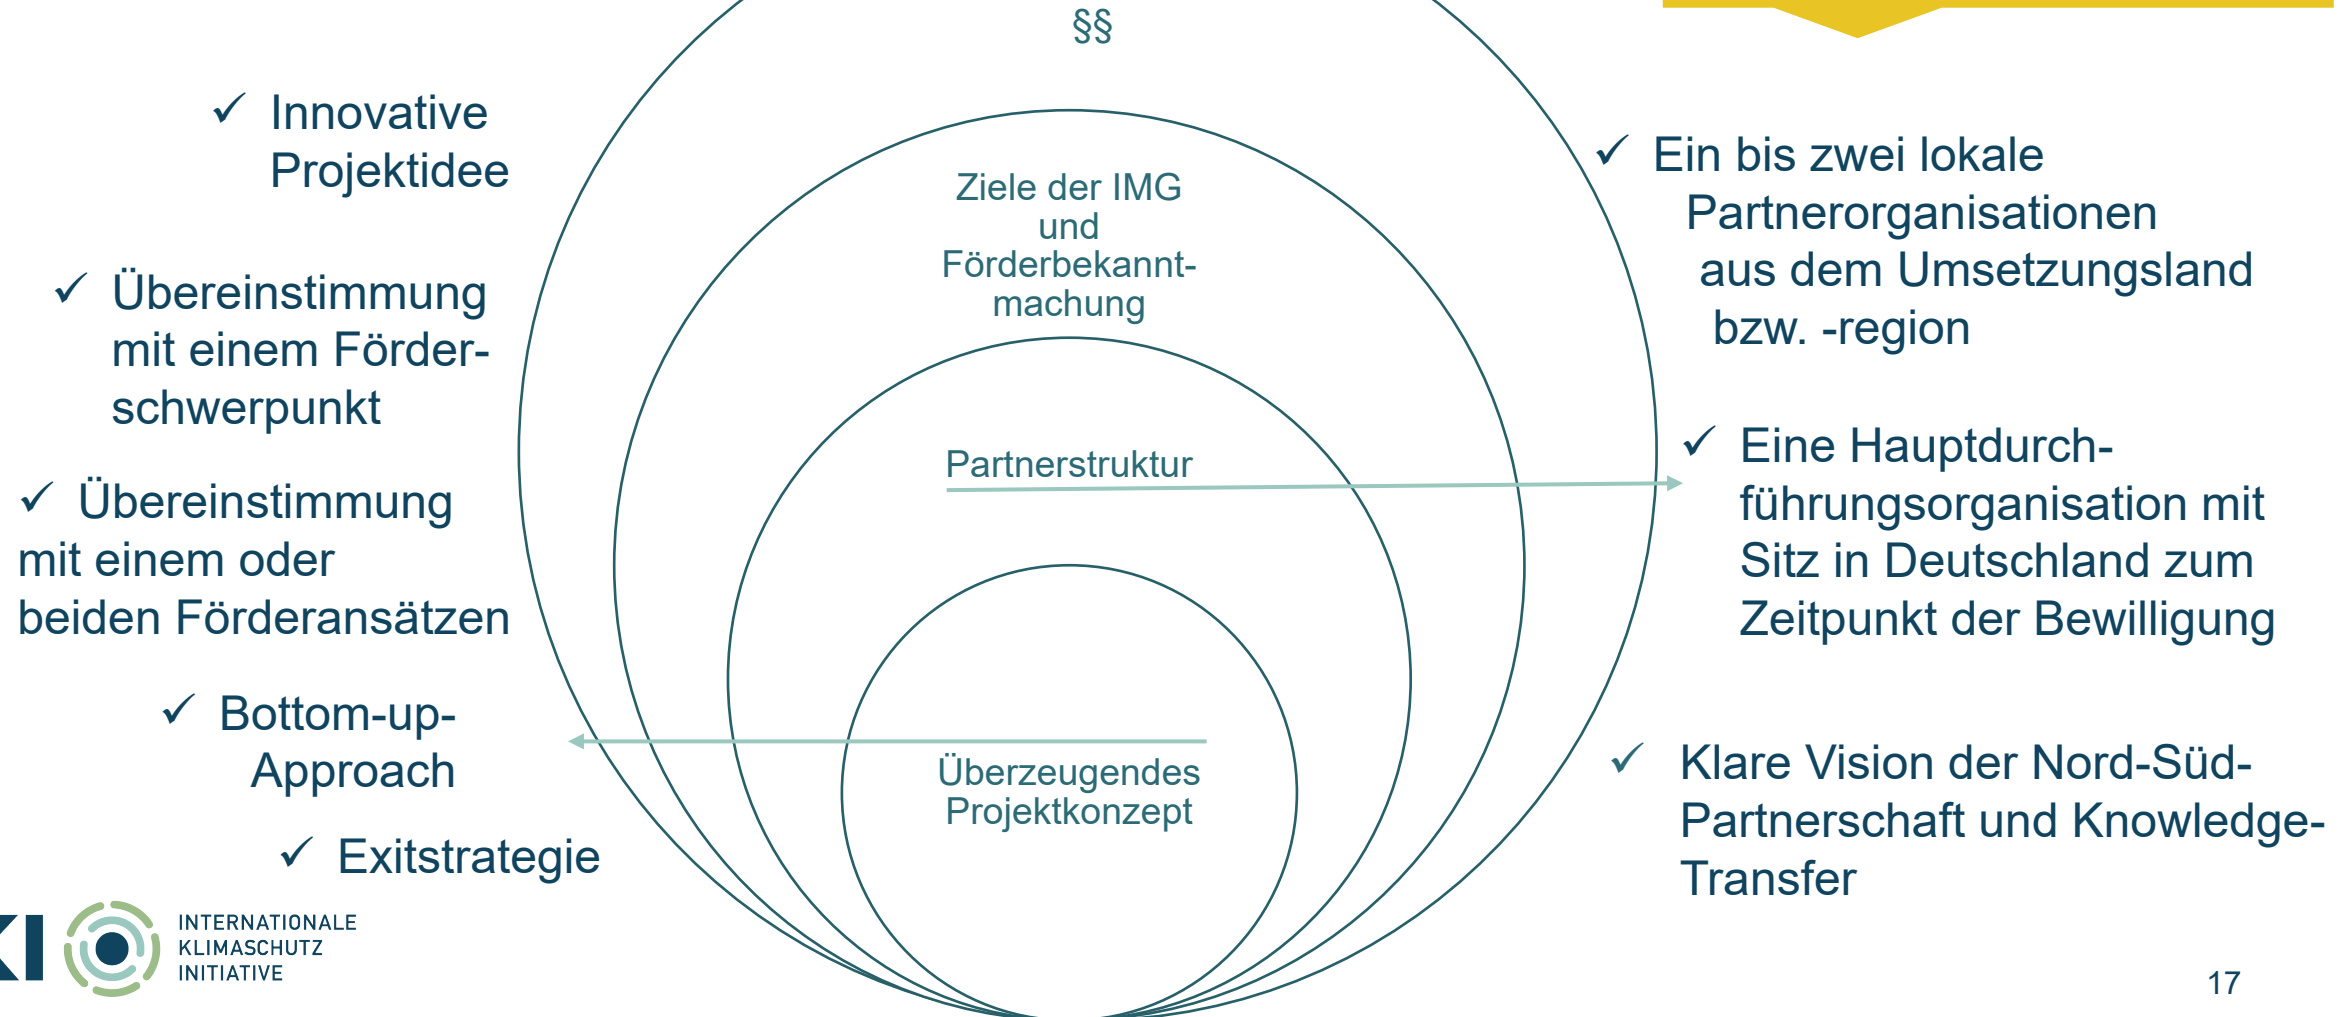 §§
✓ Innovative
Projektidee
✓ Übereinstimmung
mit einem Förder-
schwerpunkt
✓ Übereinstimmung
mit einem oder
beiden Förderansätzen
✓ Bottom-up-
Approach
✓ Exitstrategie
Ziele der IMG
und
Förderbekannt-
machung
Partnerstruktur
Überzeugendes
Projektkonzept
✓ Ein bis zwei lokale
Partnerorganisationen
aus dem Umsetzungsland
bzw. -region
✓ Eine Hauptdurch-
führungsorganisation mit
Sitz in Deutschland zum
Zeitpunkt der Bewilligung
✓ Klare Vision der Nord-Süd-
Partnerschaft und Knowledge-
Transfer
KI
INTERNATIONALE
KLIMASCHUTZ
INITIATIVE
17